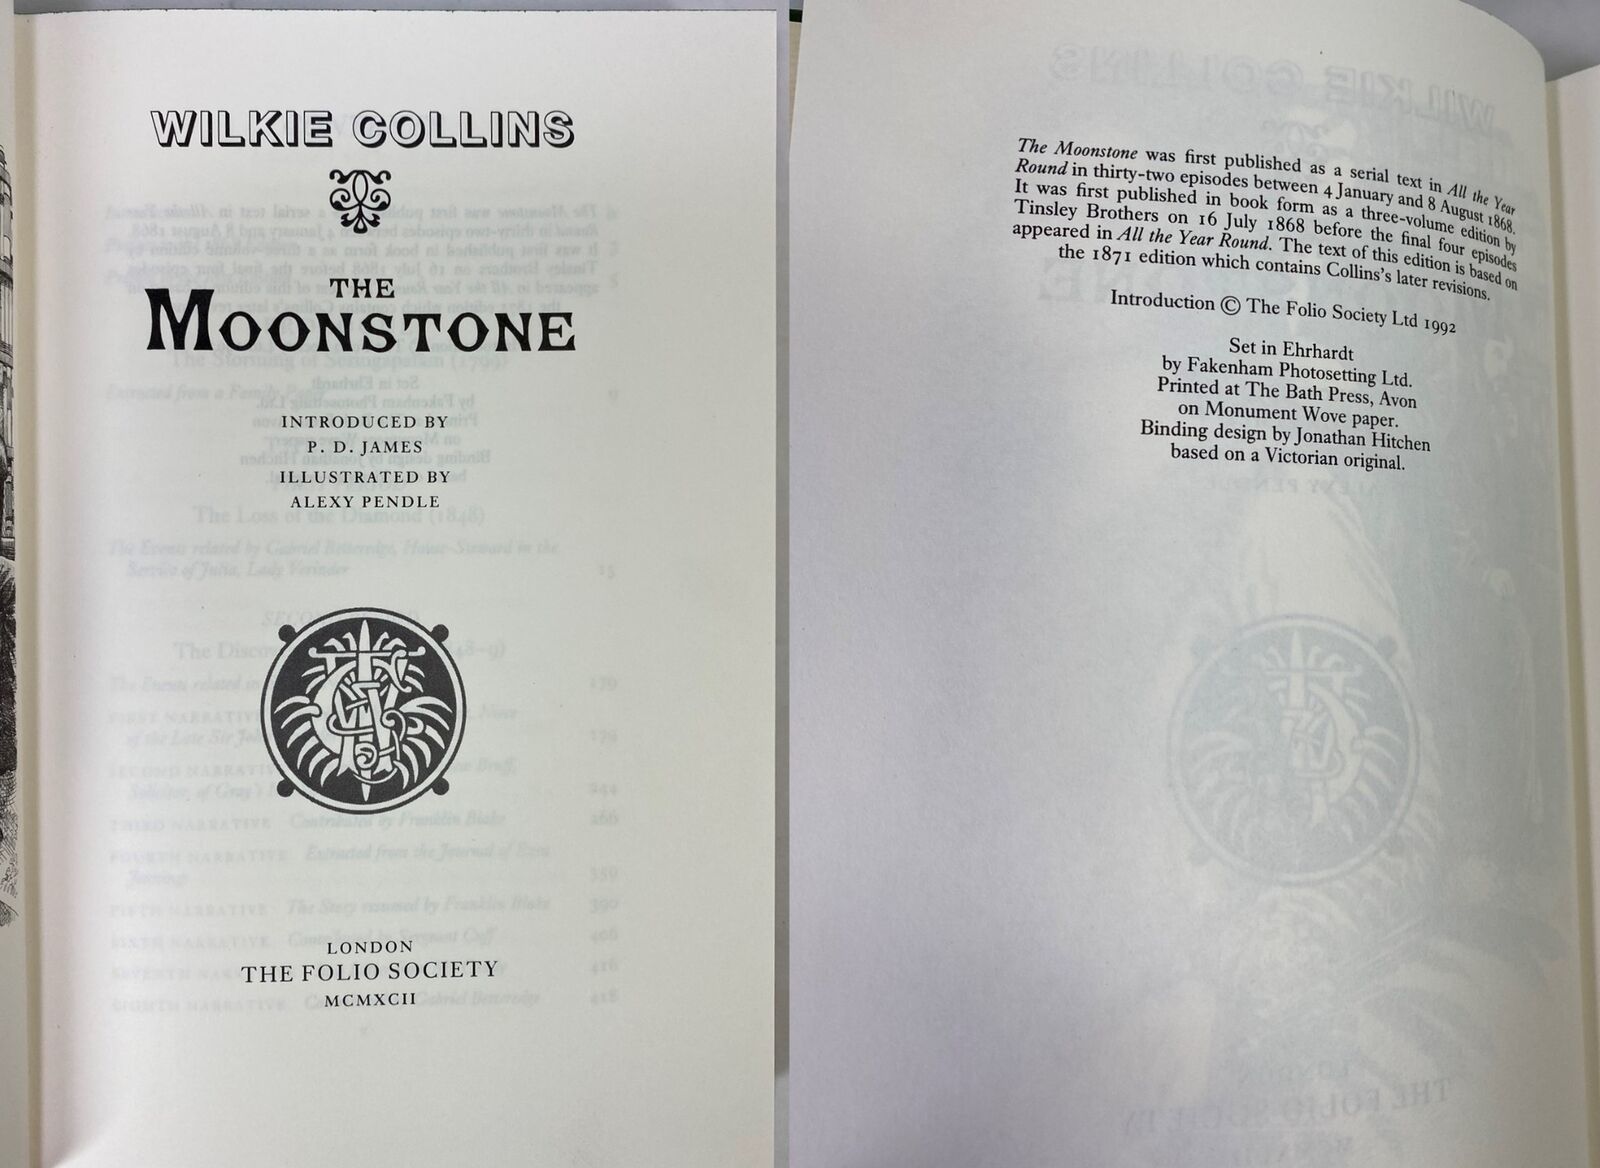 WILKIE COLLINS
THE
MOONSTONE
INTRODUCED BY
P. D. JAMES
ILLUSTRATED BY
ALEXY PENDLE
LONDON
THE FOLIO SOCIETY
MCMXCII
The Moonstone was first published as a serial text in All the Year
Round in thirty-two episodes between 4 January and 8 August 1868.
It was first published in book form as a three-volume edition by
Tinsley Brothers on 16 July 1868 before the final four episodes
appeared in All the Year Round. The text of this edition is based on
the 1871 edition which contains Collins's later revisions.
Introduction © The Folio Society Ltd 1992
Set in Ehrhardt
by Fakenham Photosetting Ltd.
Printed at The Bath Press, Avon
on Monument Wove paper.
Binding design by Jonathan Hitchen
based on a Victorian original.